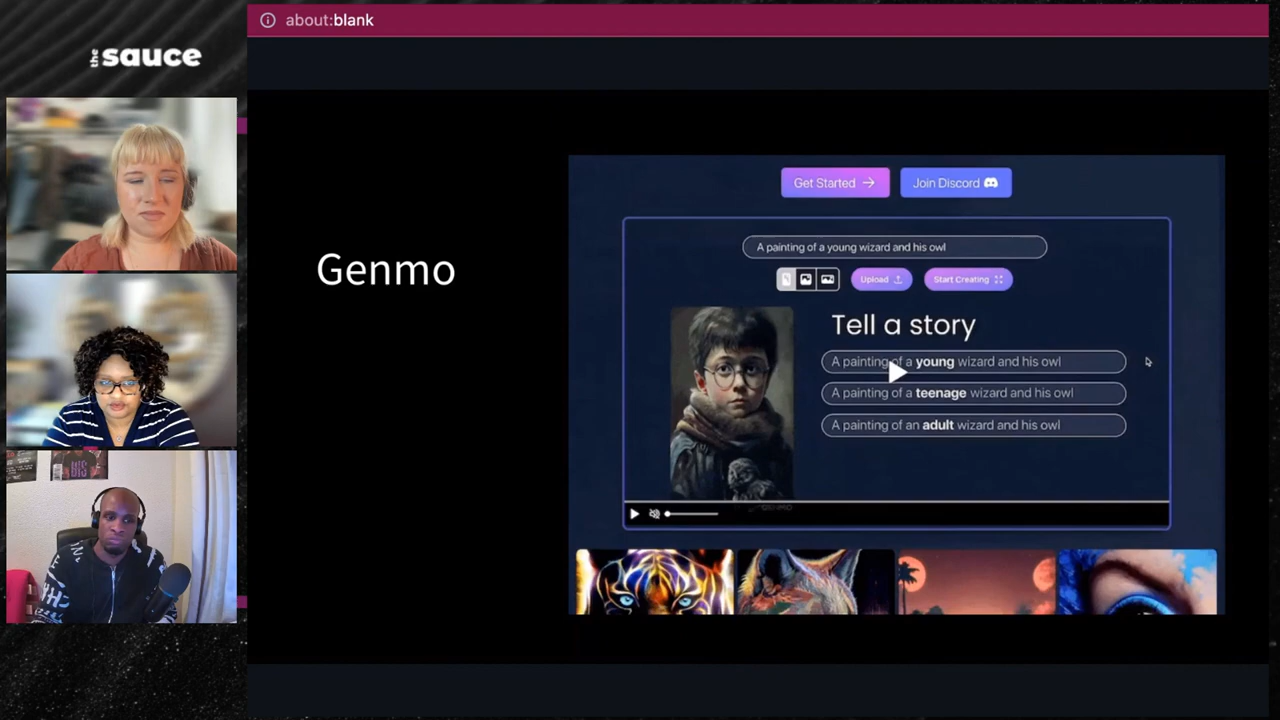 about:blank
the sauce
Genmo
Get Started
Join Discord
A painting of a young wizard and his owl
Upload
Start Creating
Tell a story
A painting of a young wizard and his owl
A painting of a teenage wizard and his owl
A painting of an adult wizard and his owl
GENMO